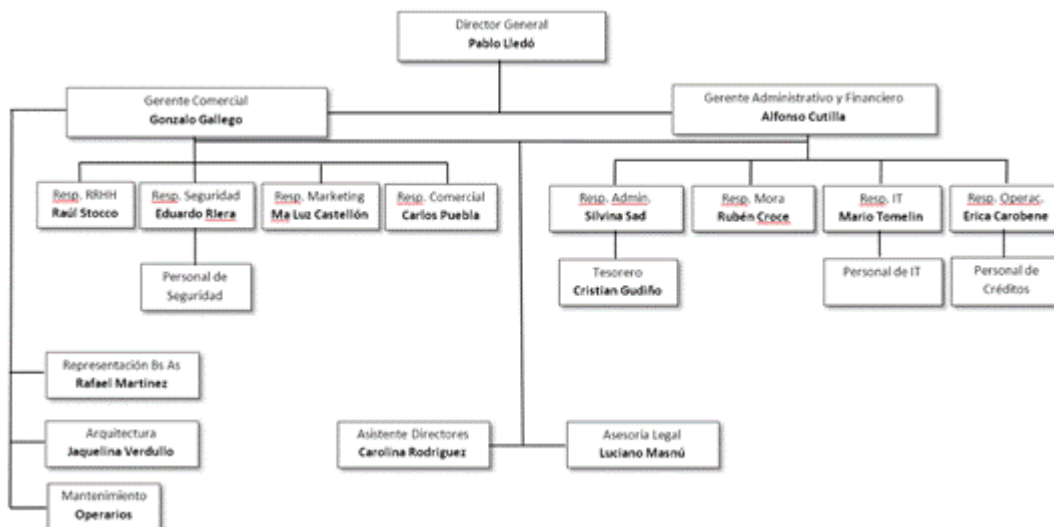 Director General
Pablo Lledó
Gerente Comercial
Gonzalo Gallego
Gerente Administrativo y Financiero
Alfonso Cutilla
Resp. RRHH
Raúl Stocco
Resp. Seguridad
Eduardo Riera
Resp. Marketing
Ma Luz Castellón
Resp. Comercial
Carlos Puebla
Resp. Admin.
Silvina Sad
Resp. Mora
Rubén Croce
Resp. IT
Mario Tomelin
Resp. Operac.
Erica Carobene
Personal de
Seguridad
Tesorero
Cristian Gudiño
Personal de IT
Personal de
Créditos
Representación Bs As
Rafael Martinez
Arquitectura
Jaquelina Verdullo
Asistente Directores
Carolina Rodriguez
Asesoría Legal
Luciano Masnú
Mantenimiento
Operarios